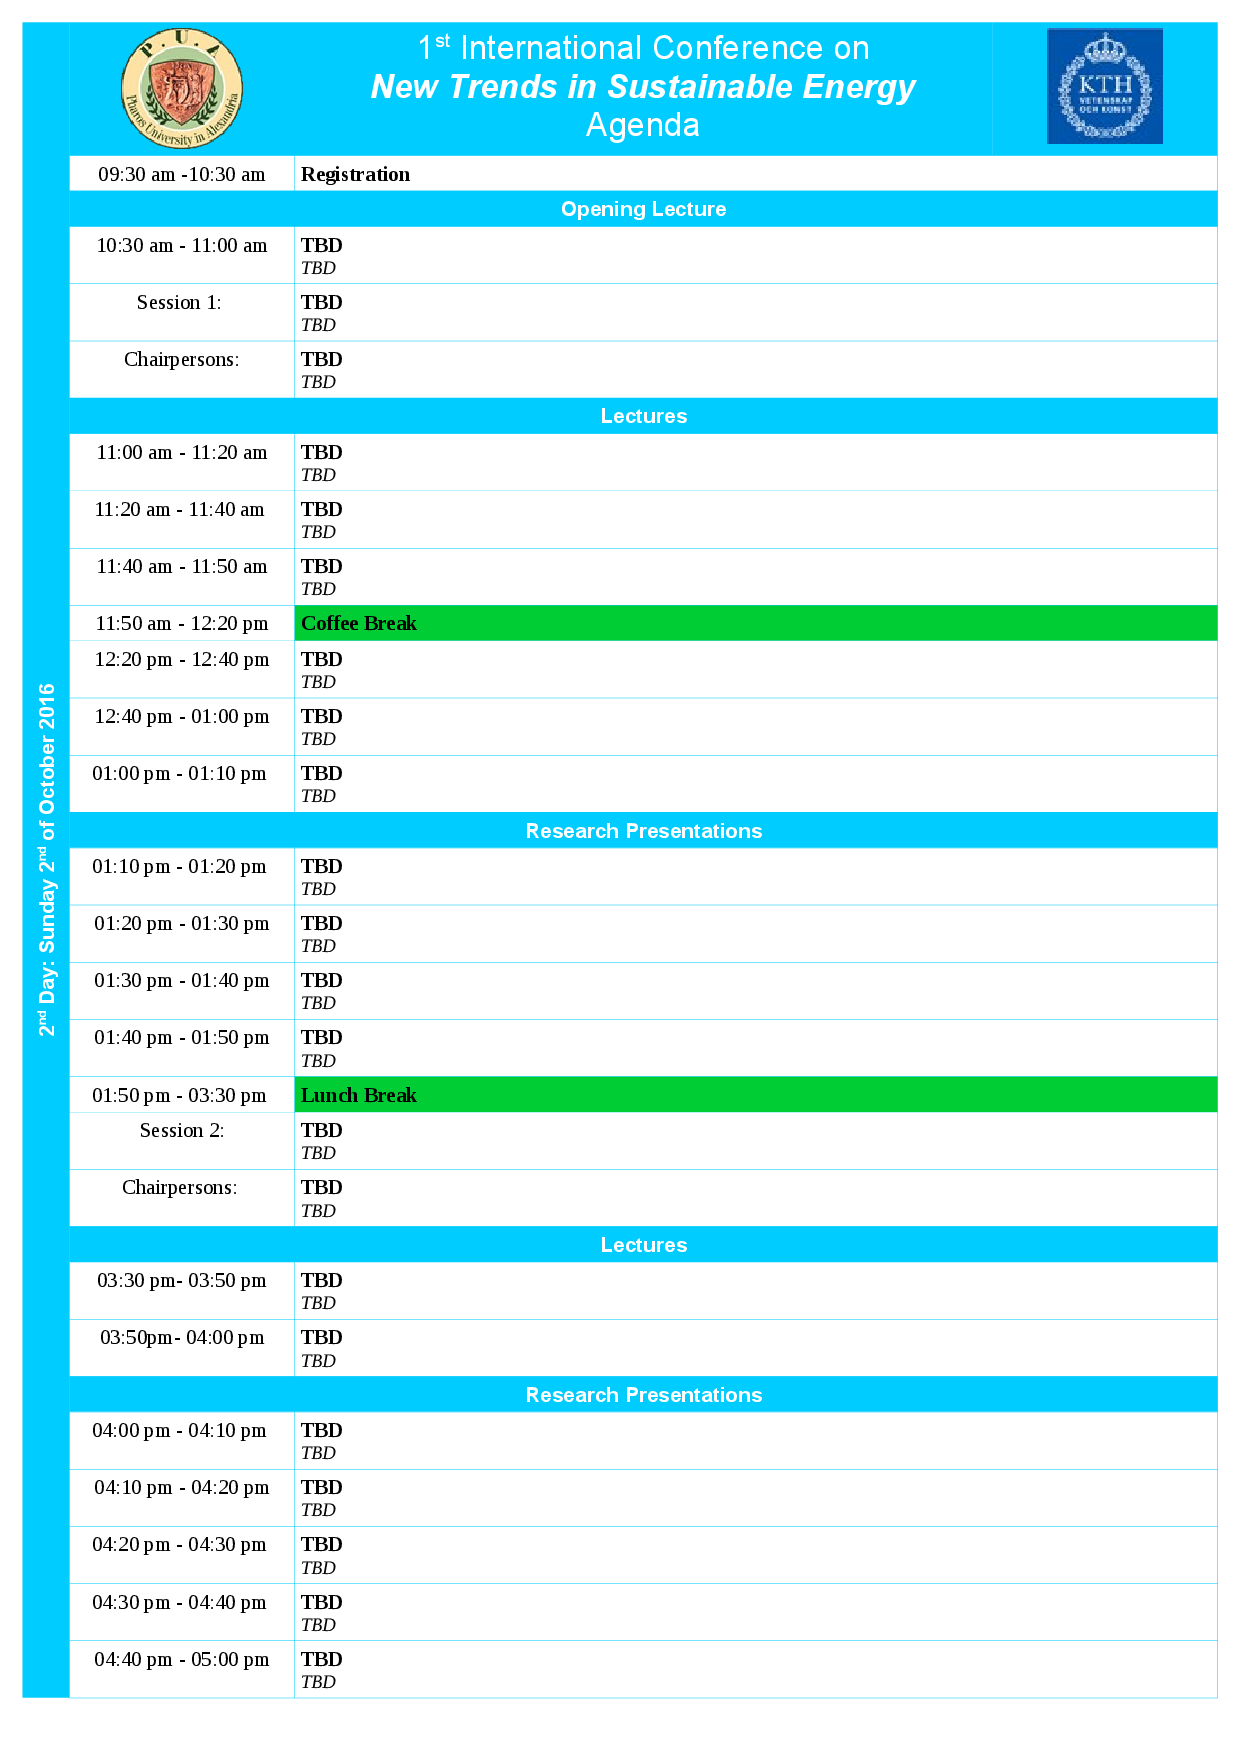 P.U.A
Pharos University in Alexandria
1st International Conference on
New Trends in Sustainable Energy
Agenda
KTH
VETENSKAP
OCH KONST
2nd Day: Sunday 2nd of October 2016
09:30 am -10:30 am Registration
Opening Lecture
10:30 am - 11:00 am TBD
TBD
Session 1: TBD
TBD
Chairpersons: TBD
TBD
Lectures
11:00 am - 11:20 am TBD
TBD
11:20 am - 11:40 am TBD
TBD
11:40 am - 11:50 am TBD
TBD
11:50 am - 12:20 pm Coffee Break
12:20 pm - 12:40 pm TBD
TBD
12:40 pm - 01:00 pm TBD
TBD
01:00 pm - 01:10 pm TBD
TBD
Research Presentations
01:10 pm - 01:20 pm TBD
TBD
01:20 pm - 01:30 pm TBD
TBD
01:30 pm - 01:40 pm TBD
TBD
01:40 pm - 01:50 pm TBD
TBD
01:50 pm - 03:30 pm Lunch Break
Session 2: TBD
TBD
Chairpersons: TBD
TBD
Lectures
03:30 pm- 03:50 pm TBD
TBD
03:50pm- 04:00 pm TBD
TBD
Research Presentations
04:00 pm - 04:10 pm TBD
TBD
04:10 pm - 04:20 pm TBD
TBD
04:20 pm - 04:30 pm TBD
TBD
04:30 pm - 04:40 pm TBD
TBD
04:40 pm - 05:00 pm TBD
TBD